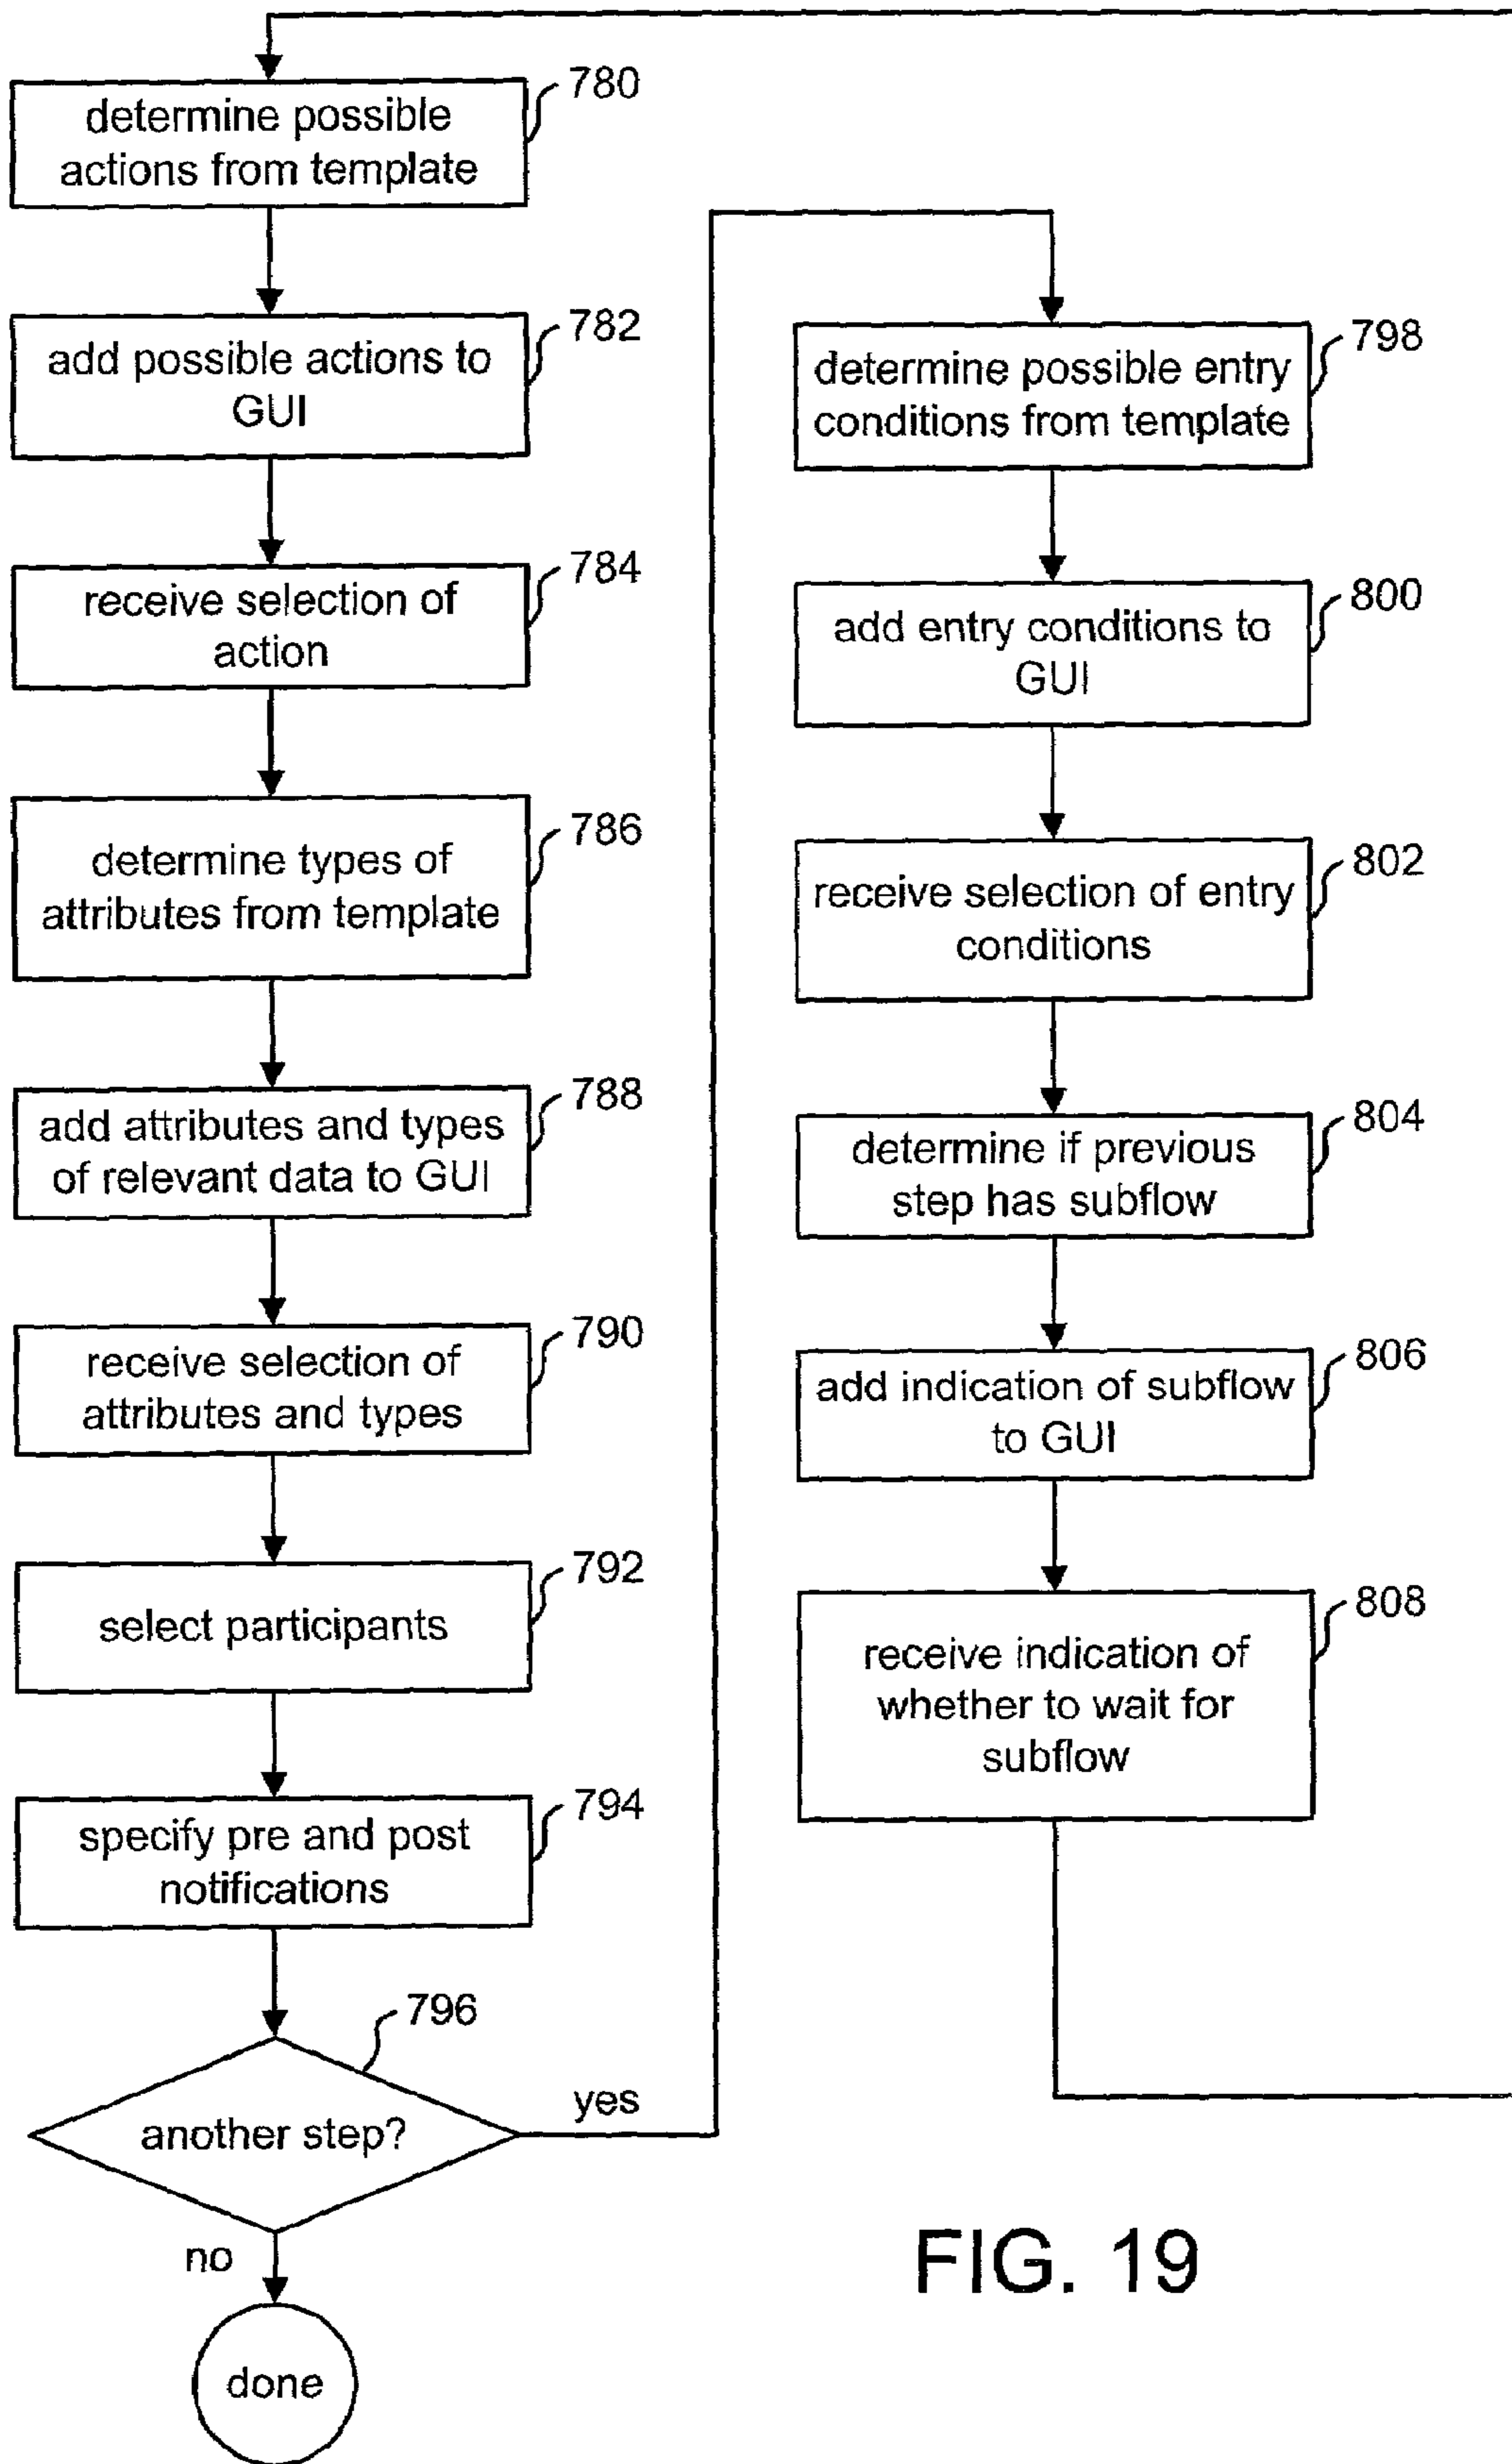 determine possible
actions from template
780
add possible actions to
GUI
782
receive selection of
action
784
determine types of
attributes from template
786
add attributes and types
of relevant data to GUI
788
receive selection of
attributes and types
790
select participants
792
specify pre and post
notifications
794
another step?
796
yes
no
done
determine possible entry
conditions from template
798
add entry conditions to
GUI
800
receive selection of entry
conditions
802
determine if previous
step has subflow
804
add indication of subflow
to GUI
806
receive indication of
whether to wait for
subflow
808
FIG. 19